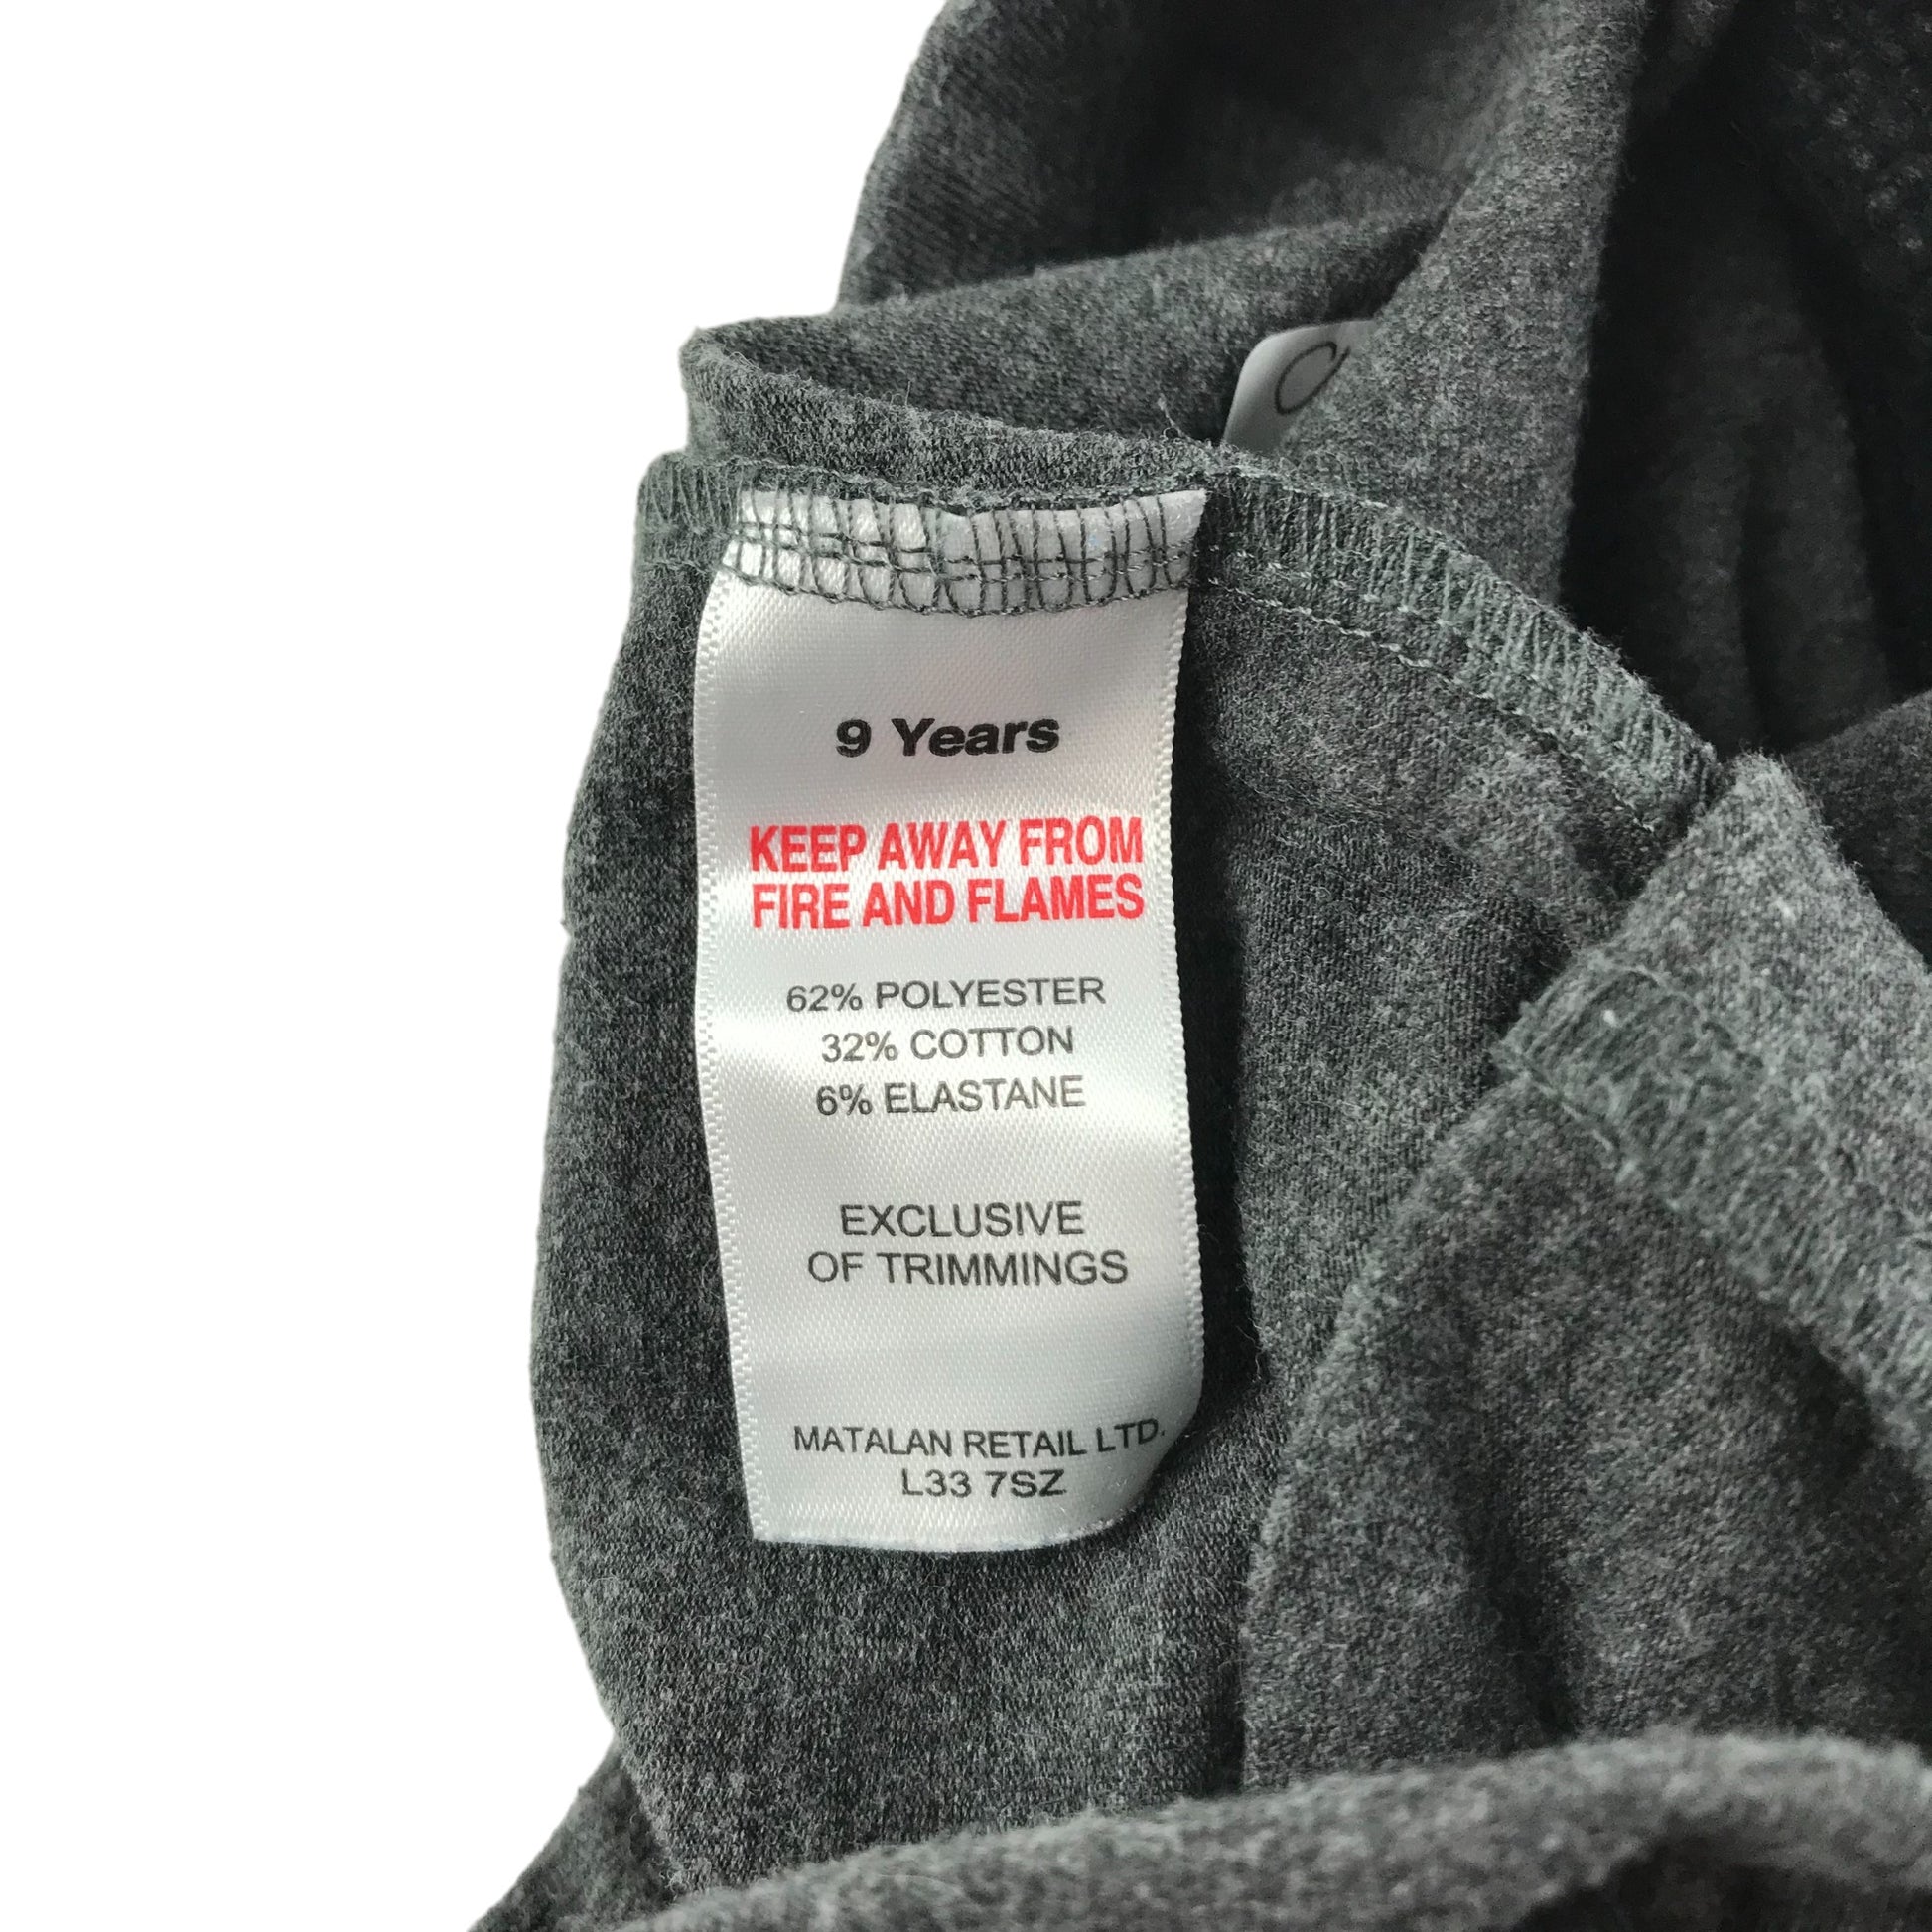 9 Years
KEEP AWAY FROM
FIRE AND FLAMES
62% POLYESTER
32% COTTON
6% ELASTANE
EXCLUSIVE
OF TRIMMINGS
MATALAN RETAIL LTD.
L33 7SZ